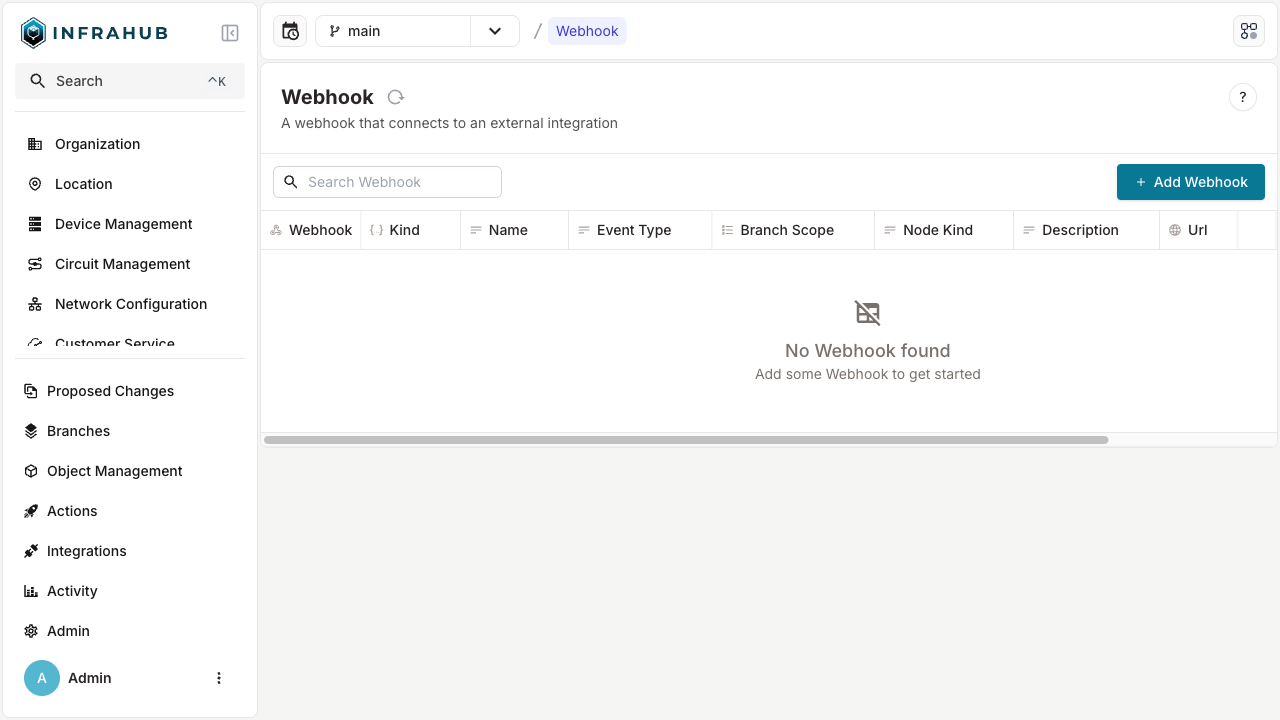 INFRAHUB
Search
^K
Organization
Location
Device Management
Circuit Management
Network Configuration
Customer Service
Proposed Changes
Branches
Object Management
Actions
Integrations
Activity
Admin
A
Admin
main
/ Webhook
Webhook
?
A webhook that connects to an external integration
Search Webhook
+ Add Webhook
Webhook {} Kind Name Event Type Branch Scope Node Kind Description Url
No Webhook found
Add some Webhook to get started